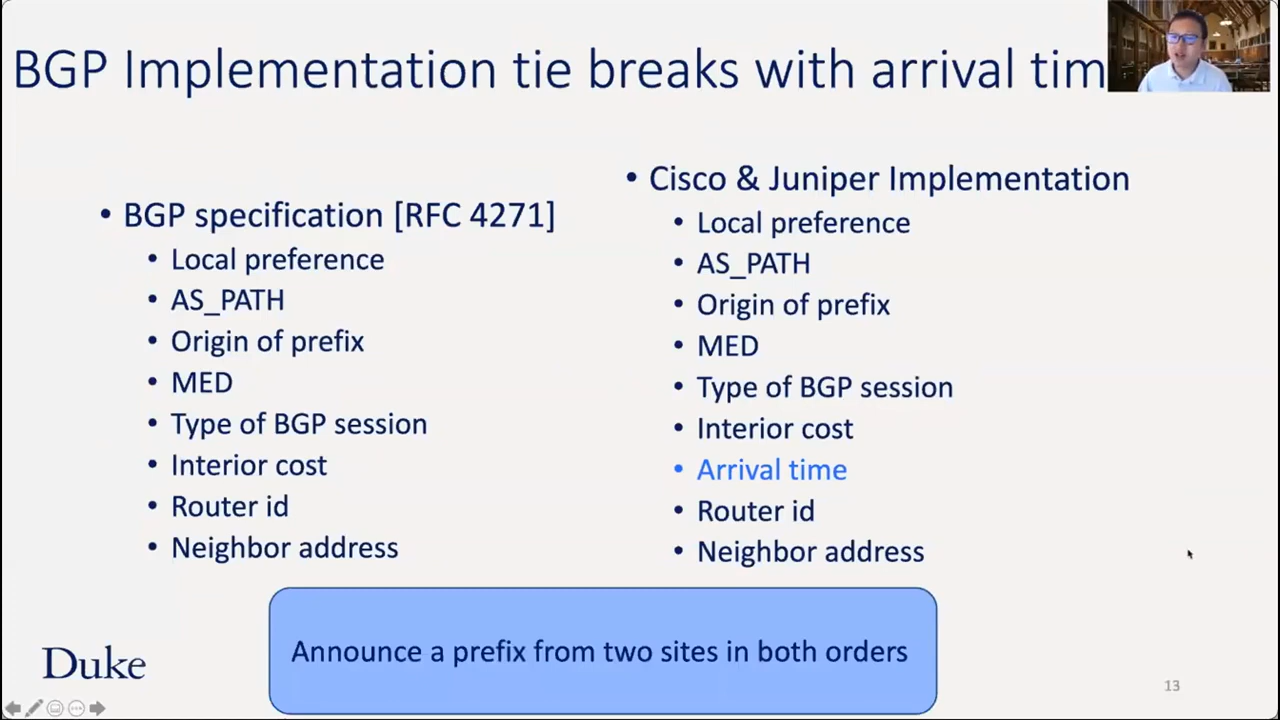 BGP Implementation tie breaks with arrival tim
• BGP specification [RFC 4271]
• Local preference
• AS_PATH
• Origin of prefix
• MED
• Type of BGP session
• Interior cost
• Router id
• Neighbor address
• Cisco & Juniper Implementation
• Local preference
• AS_PATH
• Origin of prefix
• MED
• Type of BGP session
• Interior cost
• Arrival time
• Router id
• Neighbor address
Announce a prefix from two sites in both orders
Duke
13